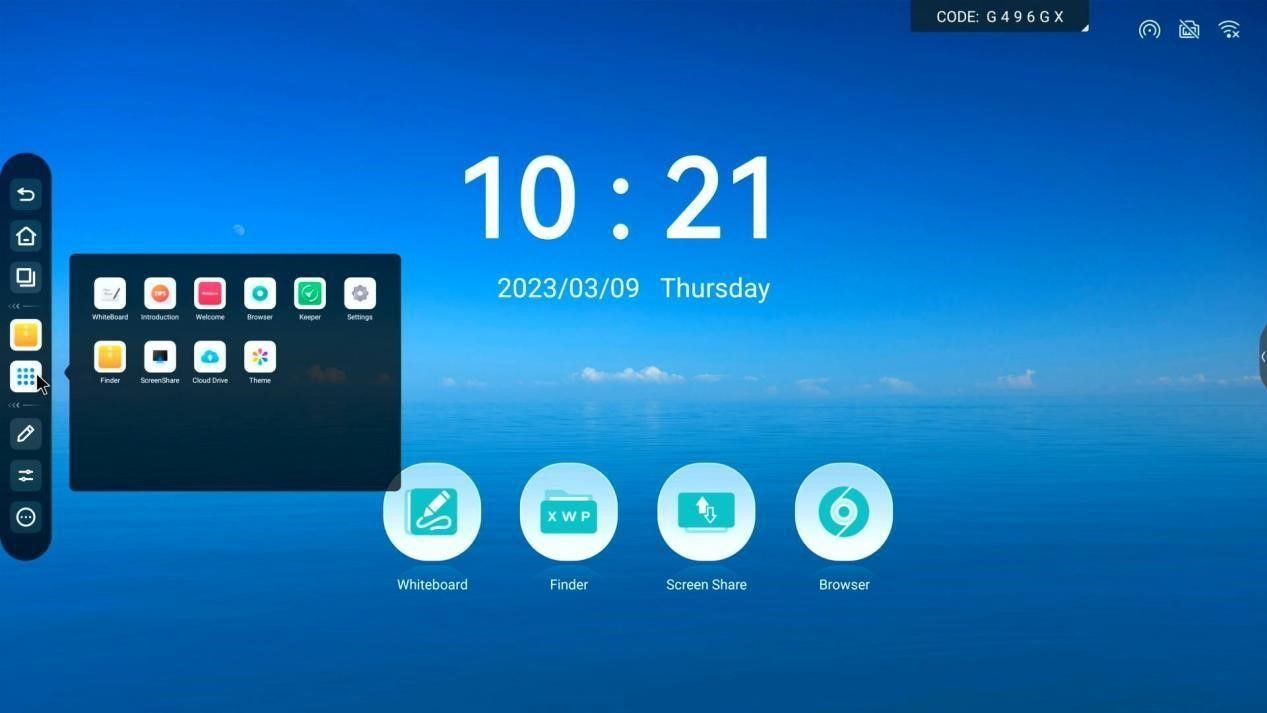 CODE: G 4 9 6 G X
10 : 21
2023/03/09 Thursday
WhiteBoard Introduction Welcome Browser Keeper Settings
TIPS
Finder ScreenShare Cloud Drive Theme
X W P
Whiteboard Finder Screen Share Browser